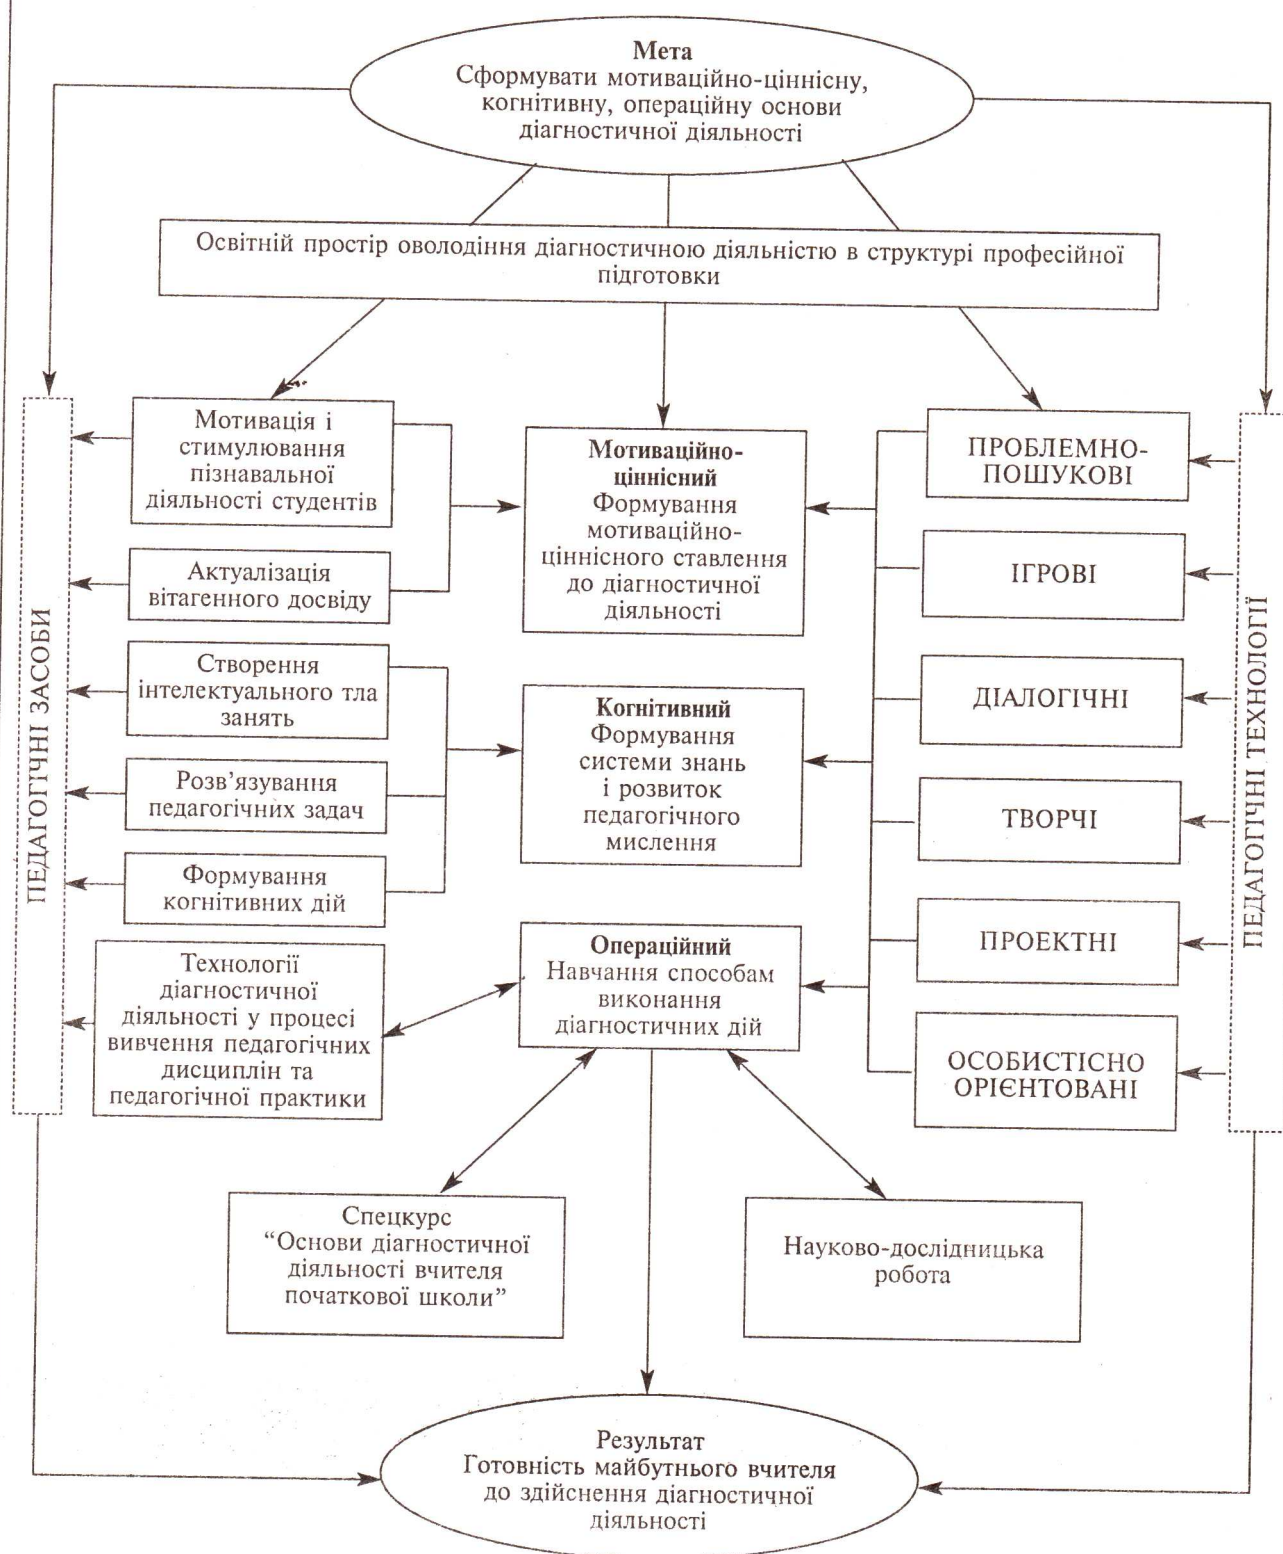 Мета
Сформувати мотиваційно-ціннісну,
когнітивну, операційну основи
діагностичної діяльності
Освітній простір оволодіння діагностичною діяльністю в структурі професійної
підготовки
ПЕДАГОГІЧНІ ЗАСОБИ
Мотивація і
стимулювання
пізнавальної
діяльності студентів
Актуалізація
вітагенного досвіду
Створення
інтелектуального тла
занять
Розв’язування
педагогічних задач
Формування
когнітивних дій
Технології
діагностичної
діяльності у процесі
вивчення педагогічних
дисциплін та
педагогічної практики
Мотиваційно-
ціннісний
Формування
мотиваційно-
ціннісного ставлення
до діагностичної
діяльності
Когнітивний
Формування
системи знань
і розвиток
педагогічного
мислення
Операційний
Навчання способам
виконання
діагностичних дій
ПРОБЛЕМНО-
ПОШУКОВІ
ІГРОВІ
ДІАЛОГІЧНІ
ТВОРЧІ
ПРОЕКТНІ
ОСОБИСТІСНО
ОРІЄНТОВАНІ
ПЕДАГОГІЧНІ ТЕХНОЛОГІЇ
Спецкурс
“Основи діагностичної
діяльності вчителя
початкової школи”
Науково-дослідницька
робота
Результат
Готовність майбутнього вчителя
до здійснення діагностичної
діяльності